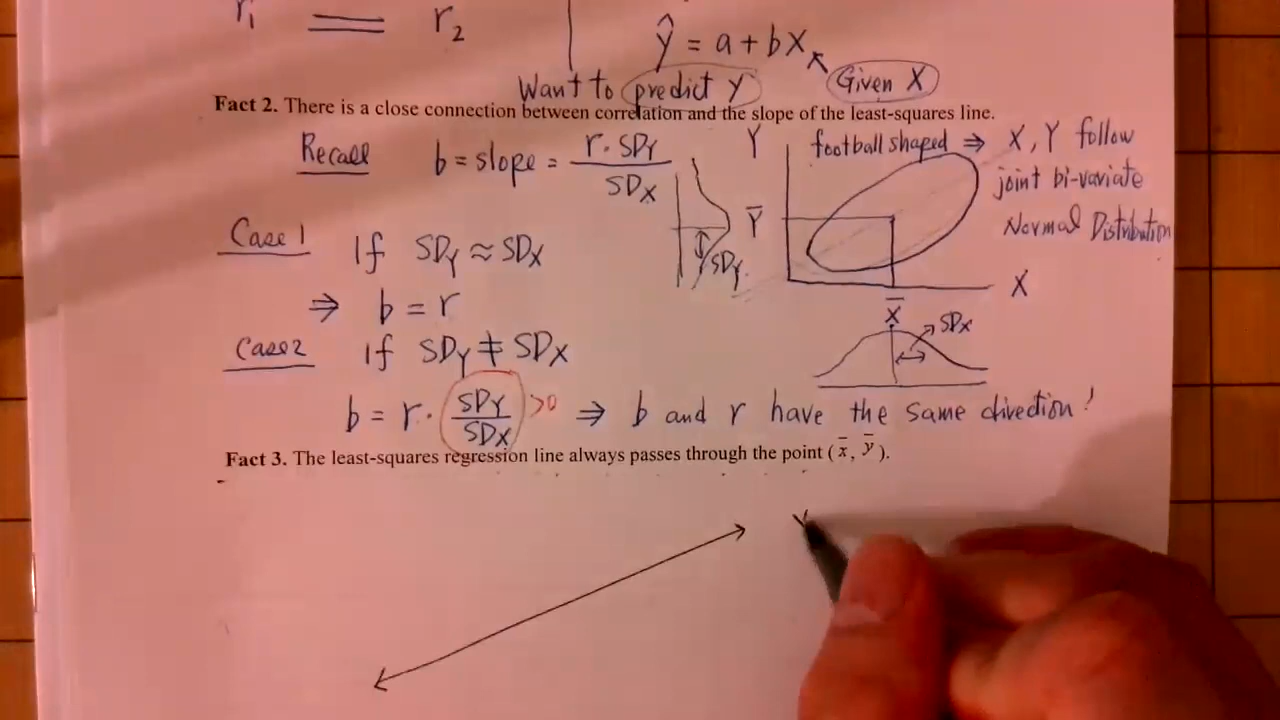 r₁ = r₂
ŷ = a + bX
Want to predict Y Given X
Fact 2. There is a close connection between correlation and the slope of the least-squares line.
Recall b = slope = r · SDY / SDX
Y football shaped ⇒ X, Y follow
joint bi-variate
Normal Distribution
Ȳ
SDY
X
X̄
SDX
Case 1 If SDY ≈ SDX
⇒ b = r
Case 2 If SDY ≠ SDX
b = r · SDY / SDX >0 ⇒ b and r have the same direction!
Fact 3. The least-squares regression line always passes through the point (x̄, ȳ).